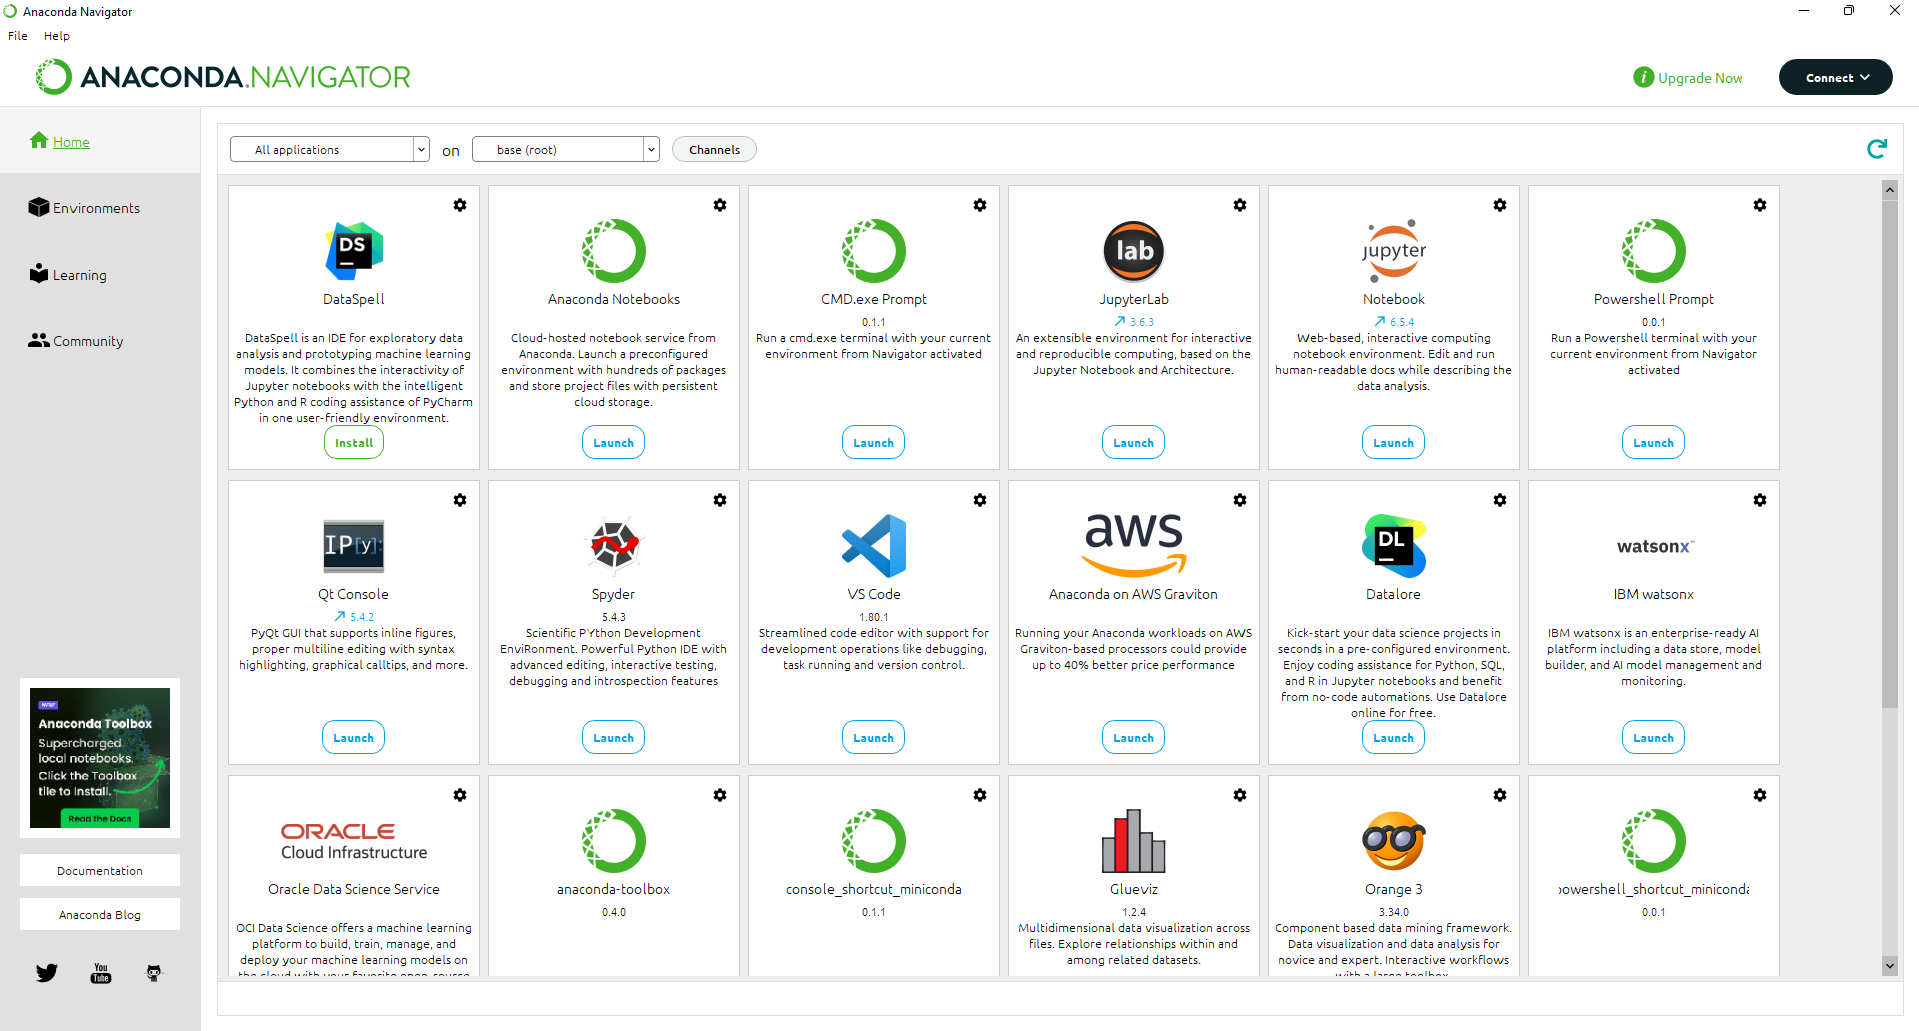 Anaconda Navigator
File Help
ANACONDA.NAVIGATOR
i Upgrade Now
Connect
Home
Environments
Learning
Community
All applications on base (root) Channels
DS
DataSpell
DataSpell is an IDE for exploratory data
analysis and prototyping machine learning
models. It combines the interactivity of
Jupyter notebooks with the intelligent
Python and R coding assistance of PyCharm
in one user-friendly environment.
Install
Anaconda Notebooks
Cloud-hosted notebook service from
Anaconda. Launch a preconfigured
environment with hundreds of packages
and store project files with persistent
cloud storage.
Launch
CMD.exe Prompt
0.1.1
Run a cmd.exe terminal with your current
environment from Navigator activated
Launch
lab
JupyterLab
3.6.3
An extensible environment for interactive
and reproducible computing, based on the
Jupyter Notebook and Architecture.
Launch
jupyter
Notebook
6.5.4
Web-based, interactive computing
notebook environment. Edit and run
human-readable docs while describing the
data analysis.
Launch
Powershell Prompt
0.0.1
Run a Powershell terminal with your
current environment from Navigator
activated
Launch
IP[y]:
Qt Console
5.4.2
PyQt GUI that supports inline figures,
proper multiline editing with syntax
highlighting, graphical calltips, and more.
Launch
Spyder
5.4.3
Scientific PYthon Development
EnviRonment. Powerful Python IDE with
advanced editing, interactive testing,
debugging and introspection features
Launch
VS Code
1.80.1
Streamlined code editor with support for
development operations like debugging,
task running and version control.
Launch
aws
Anaconda on AWS Graviton
Running your Anaconda workloads on AWS
Graviton-based processors could provide
up to 40% better price performance
Launch
DL
Datalore
Kick-start your data science projects in
seconds in a pre-configured environment.
Enjoy coding assistance for Python, SQL,
and R in Jupyter notebooks and benefit
from no-code automations. Use Datalore
online for free.
Launch
watsonx™
IBM watsonx
IBM watsonx is an enterprise-ready AI
platform including a data store, model
builder, and AI model management and
monitoring.
Launch
ORACLE
Cloud Infrastructure
Oracle Data Science Service
OCI Data Science offers a machine learning
platform to build, train, manage, and
deploy your machine learning models on
the cloud with your favorite open-source
anaconda-toolbox
0.4.0
console_shortcut_miniconda
0.1.1
Glueviz
1.2.4
Multidimensional data visualization across
files. Explore relationships within and
among related datasets.
Orange 3
3.34.0
Component based data mining framework.
Data visualization and data analysis for
novice and expert. Interactive workflows
with a large toolbox.
powershell_shortcut_miniconda
0.0.1
NEW
Anaconda Toolbox
Supercharged
local notebooks.
Click the Toolbox
tile to Install.
Read the Docs
Documentation
Anaconda Blog
You
Tube